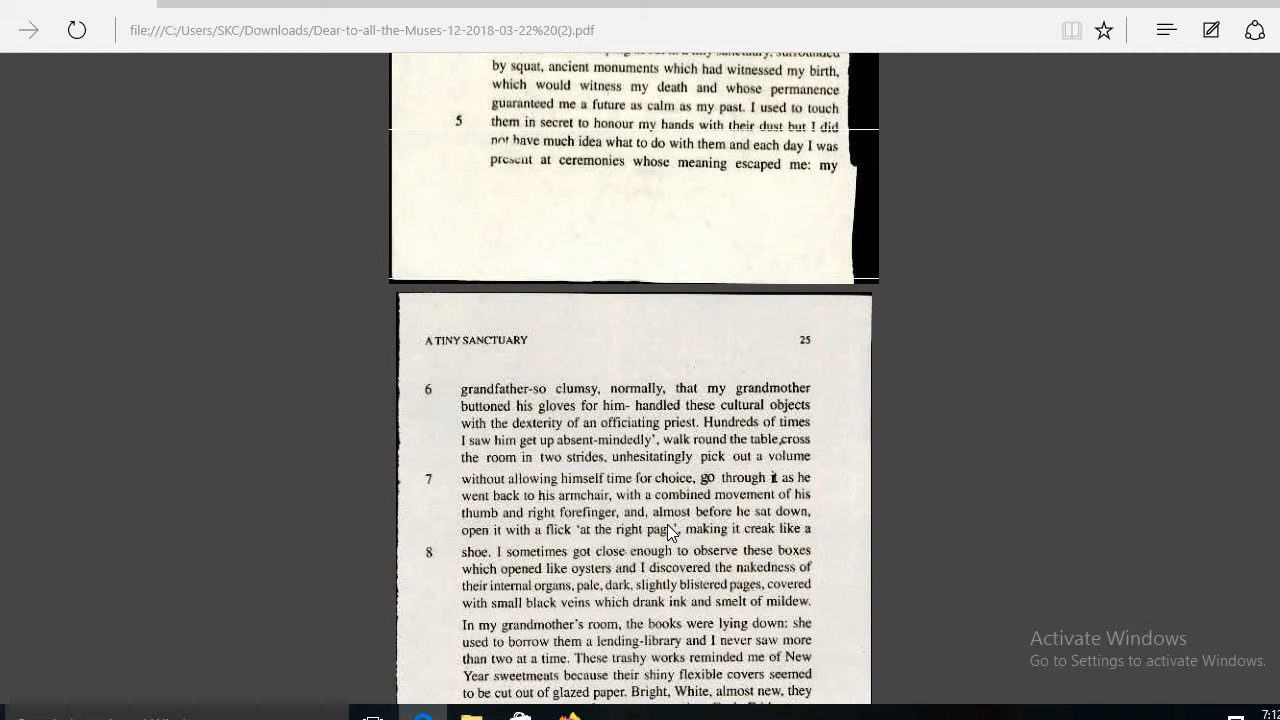 file:///C:/Users/SKC/Downloads/Dear-to-all-the-Muses-12-2018-03-22%20(2).pdf
sanctuary, surrounded
by squat, ancient monuments which had witnessed my birth,
which would witness my death and whose permanence
guaranteed me a future as calm as my past. I used to touch
5 them in secret to honour my hands with their dust but I did
not have much idea what to do with them and each day I was
present at ceremonies whose meaning escaped me: my
A TINY SANCTUARY 25
6 grandfather-so clumsy, normally, that my grandmother
buttoned his gloves for him- handled these cultural objects
with the dexterity of an officiating priest. Hundreds of times
I saw him get up absent-mindedly', walk round the table,cross
the room in two strides, unhesitatingly pick out a volume
7 without allowing himself time for choice, go through it as he
went back to his armchair, with a combined movement of his
thumb and right forefinger, and, almost before he sat down,
open it with a flick 'at the right page', making it creak like a
8 shoe. I sometimes got close enough to observe these boxes
which opened like oysters and I discovered the nakedness of
their internal organs, pale, dark, slightly blistered pages, covered
with small black veins which drank ink and smelt of mildew.
In my grandmother's room, the books were lying down: she
used to borrow them a lending-library and I never saw more
than two at a time. These trashy works reminded me of New
Year sweetmeats because their shiny flexible covers seemed
to be cut out of glazed paper. Bright, White, almost new, they
Activate Windows
Go to Settings to activate Windows.
7:12